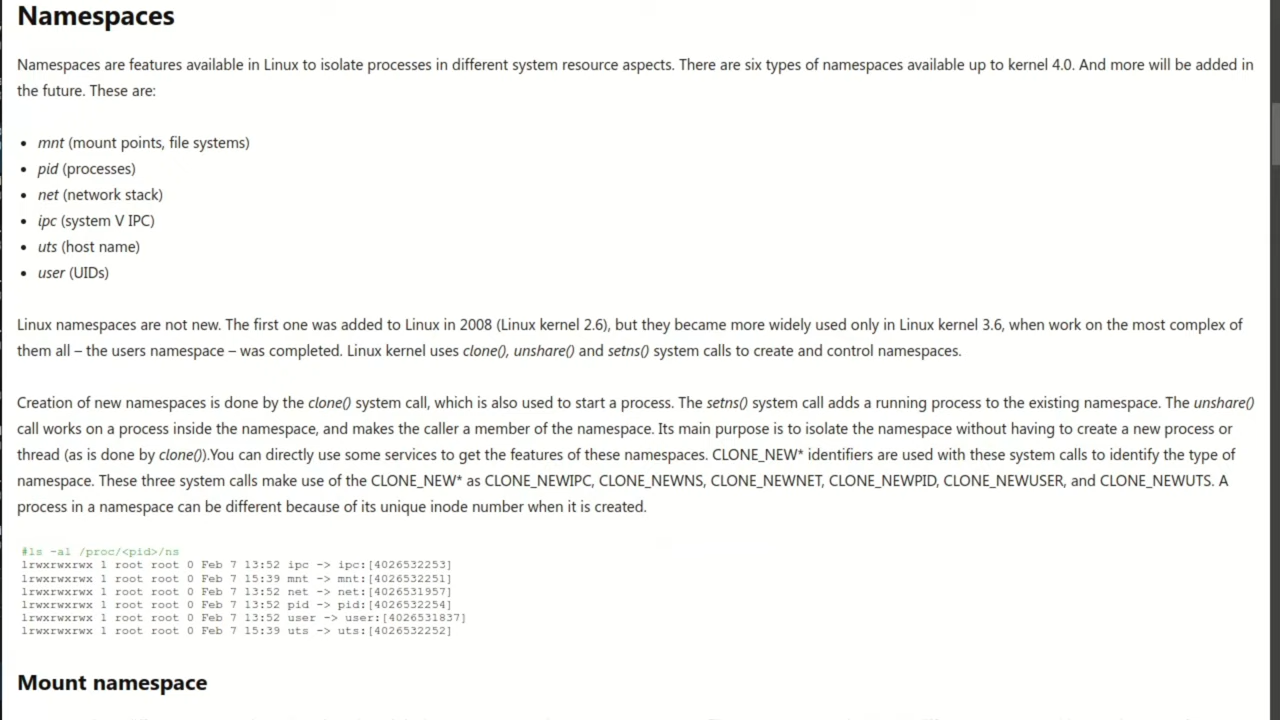 Namespaces
Namespaces are features available in Linux to isolate processes in different system resource aspects. There are six types of namespaces available up to kernel 4.0. And more will be added in
the future. These are:
• mnt (mount points, file systems)
• pid (processes)
• net (network stack)
• ipc (system V IPC)
• uts (host name)
• user (UIDs)
Linux namespaces are not new. The first one was added to Linux in 2008 (Linux kernel 2.6), but they became more widely used only in Linux kernel 3.6, when work on the most complex of
them all – the users namespace – was completed. Linux kernel uses clone(), unshare() and setns() system calls to create and control namespaces.
Creation of new namespaces is done by the clone() system call, which is also used to start a process. The setns() system call adds a running process to the existing namespace. The unshare()
call works on a process inside the namespace, and makes the caller a member of the namespace. Its main purpose is to isolate the namespace without having to create a new process or
thread (as is done by clone()).You can directly use some services to get the features of these namespaces. CLONE_NEW* identifiers are used with these system calls to identify the type of
namespace. These three system calls make use of the CLONE_NEW* as CLONE_NEWIPC, CLONE_NEWNS, CLONE_NEWNET, CLONE_NEWPID, CLONE_NEWUSER, and CLONE_NEWUTS. A
process in a namespace can be different because of its unique inode number when it is created.
#ls -al /proc/<pid>/ns
lrwxrwxrwx 1 root root 0 Feb 7 13:52 ipc -> ipc:[4026532253]
lrwxrwxrwx 1 root root 0 Feb 7 15:39 mnt -> mnt:[4026532251]
lrwxrwxrwx 1 root root 0 Feb 7 13:52 net -> net:[4026531957]
lrwxrwxrwx 1 root root 0 Feb 7 13:52 pid -> pid:[4026532254]
lrwxrwxrwx 1 root root 0 Feb 7 13:52 user -> user:[4026531837]
lrwxrwxrwx 1 root root 0 Feb 7 15:39 uts -> uts:[4026532252]
Mount namespace